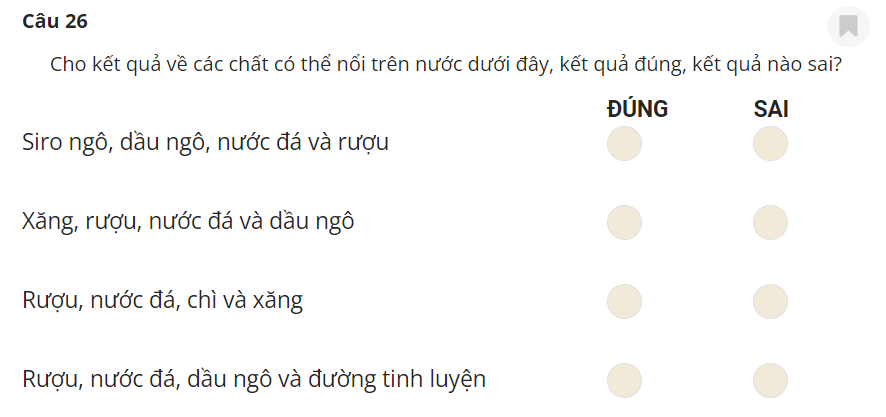 Câu 26
Cho kết quả về các chất có thể nổi trên nước dưới đây, kết quả đúng, kết quả nào sai?
ĐÚNG SAI
Siro ngô, dầu ngô, nước đá và rượu
Xăng, rượu, nước đá và dầu ngô
Rượu, nước đá, chì và xăng
Rượu, nước đá, dầu ngô và đường tinh luyện